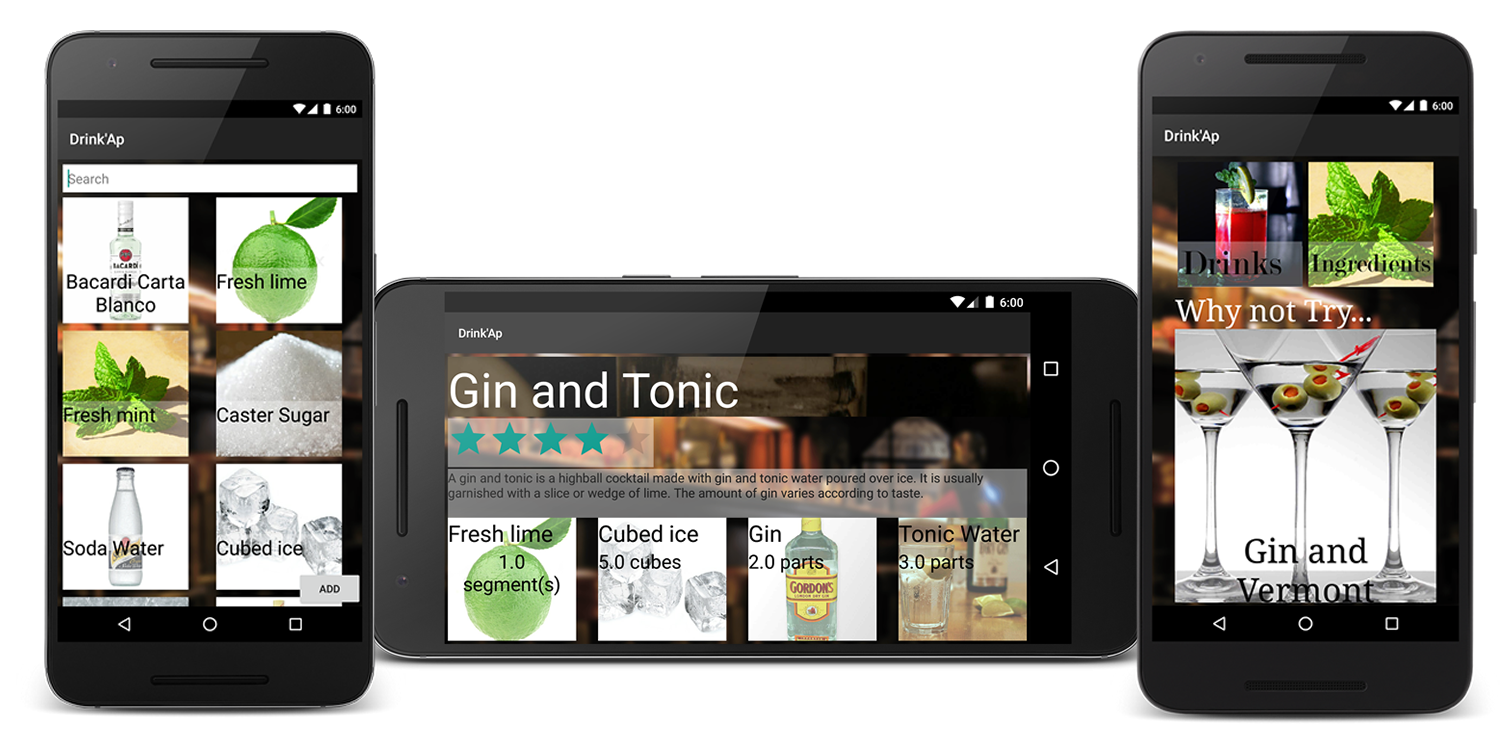 6:00
Drink'Ap
Search
BACARDI
Bacardi Carta
Blanco
Fresh lime
Fresh mint
Caster Sugar
Soda Water
Cubed ice
ADD
6:00
Drink'Ap
Gin and Tonic
A gin and tonic is a highball cocktail made with gin and tonic water poured over ice. It is usually
garnished with a slice or wedge of lime. The amount of gin varies according to taste.
Fresh lime
1.0
segment(s)
Cubed ice
5.0 cubes
Gin
2.0 parts
GORDON'S
Tonic Water
3.0 parts
6:00
Drink'Ap
Drinks
Ingredients
Why not Try...
Gin and
Vermont